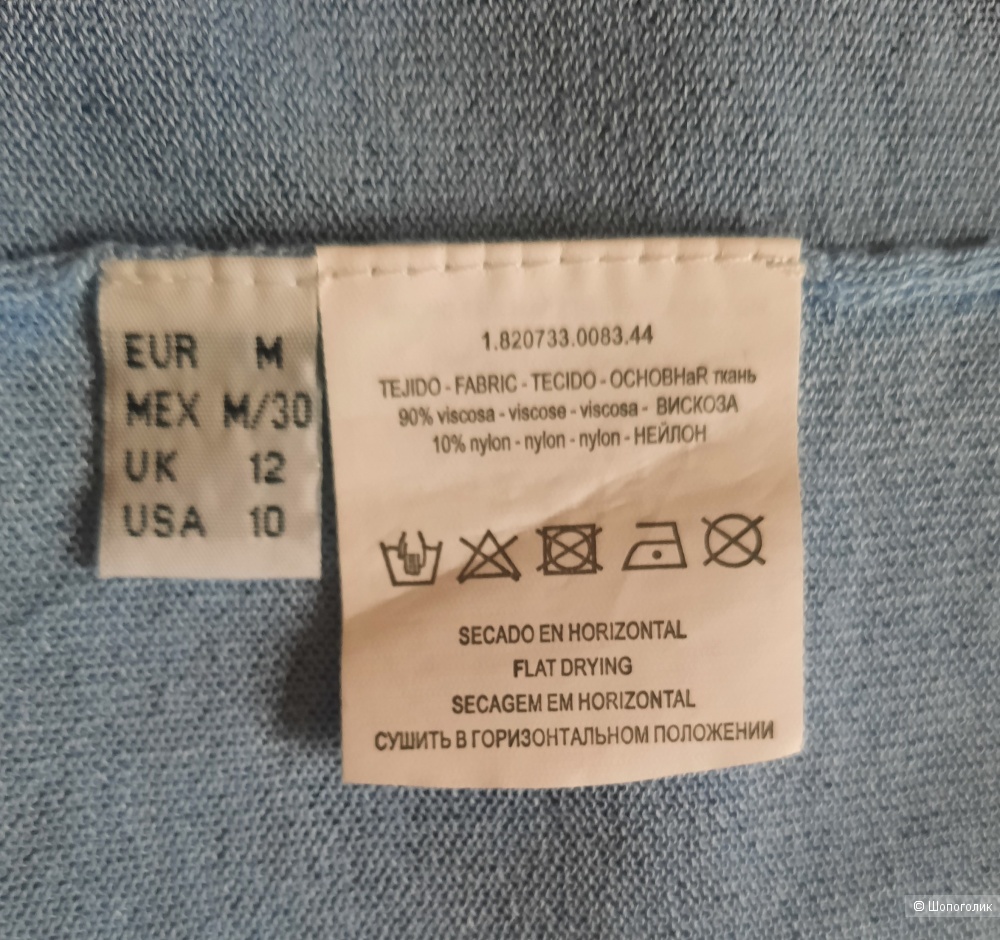 EUR M
MEX M/30
UK 12
USA 10
1.820733.0083.44
TEJIDO - FABRIC - TECIDO - ОСНОВНаR ткань
90% viscosa - viscose - viscosa - ВИСКОЗА
10% nylon - nylon - nylon - НЕЙЛОН
SECADO EN HORIZONTAL
FLAT DRYING
SECAGEM EM HORIZONTAL
СУШИТЬ В ГОРИЗОНТАЛЬНОМ ПОЛОЖЕНИИ
© Шопоголик